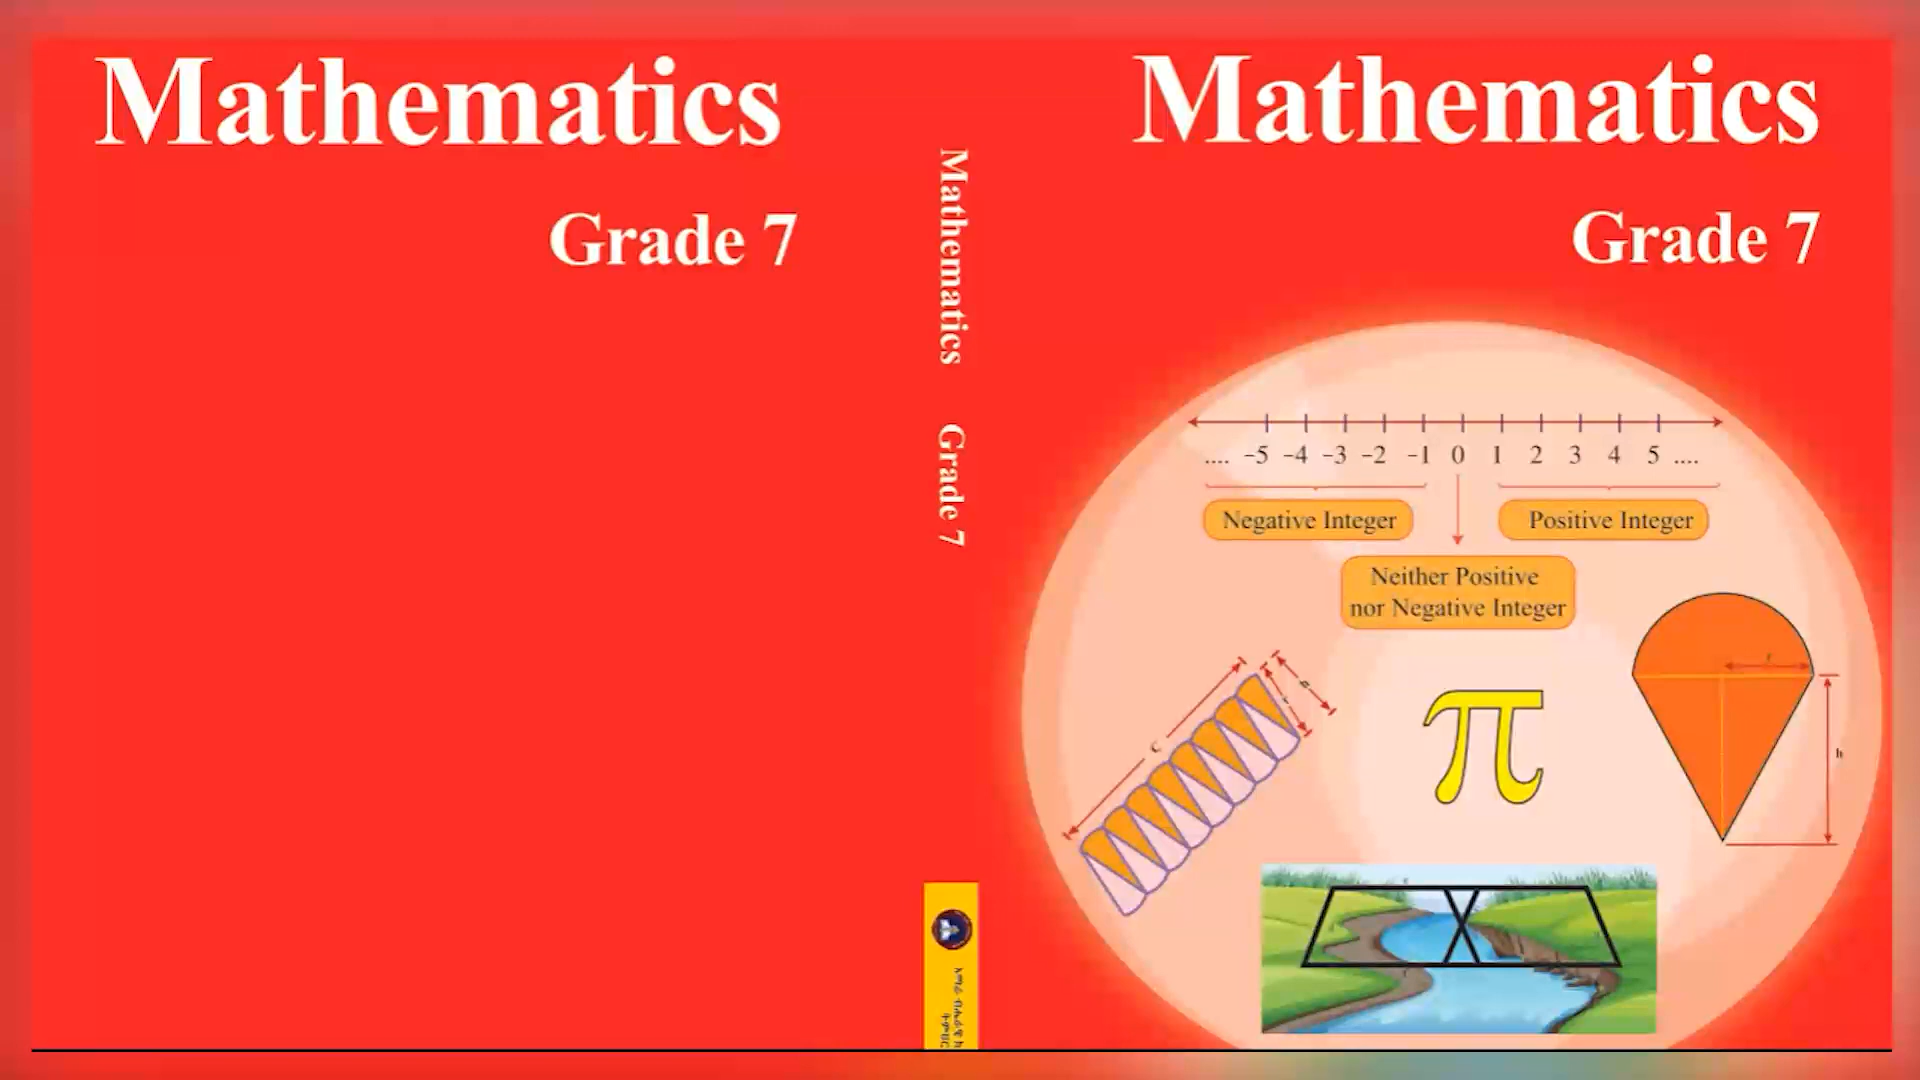 Mathematics
Grade 7
Mathematics Grade 7
Mathematics
Grade 7
.... -5 -4 -3 -2 -1 0 1 2 3 4 5 ....
Negative Integer
Positive Integer
Neither Positive
nor Negative Integer
r
h
C
π
r
h